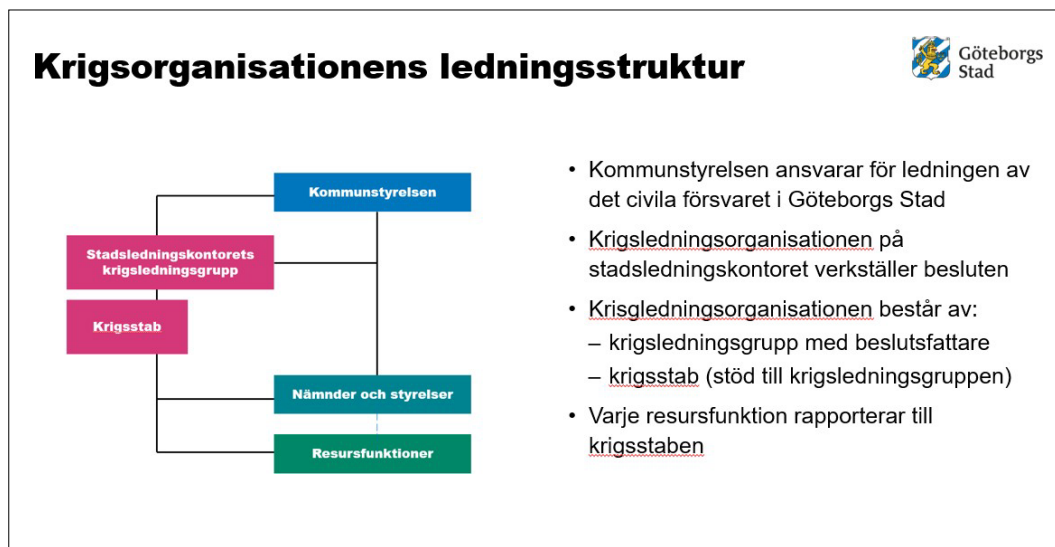 Krigsorganisationens ledningsstruktur
Göteborgs
Stad
Kommunstyrelsen
Stadsledningskontorets
krigsledningsgrupp
Krigsstab
Nämnder och styrelser
Resursfunktioner
• Kommunstyrelsen ansvarar för ledningen av
det civila försvaret i Göteborgs Stad
• Krigsledningsorganisationen på
stadsledningskontoret verkställer besluten
• Krisgledningsorganisationen består av:
– krigsledningsgrupp med beslutsfattare
– krigsstab (stöd till krigsledningsgruppen)
• Varje resursfunktion rapporterar till
krigsstaben